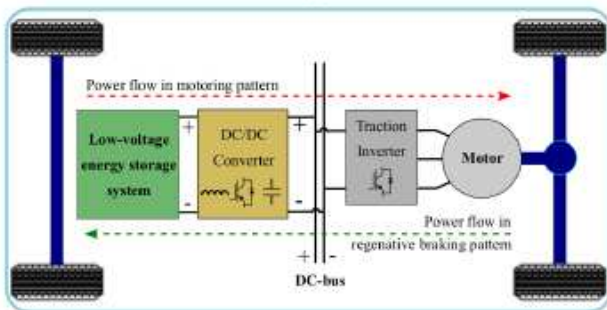 Power flow in motoring pattern
Low-voltage
energy storage
system
+
-
DC/DC
Converter
+
-
Traction
Inverter
Motor
Power flow in
regenative braking pattern
+ -
DC-bus